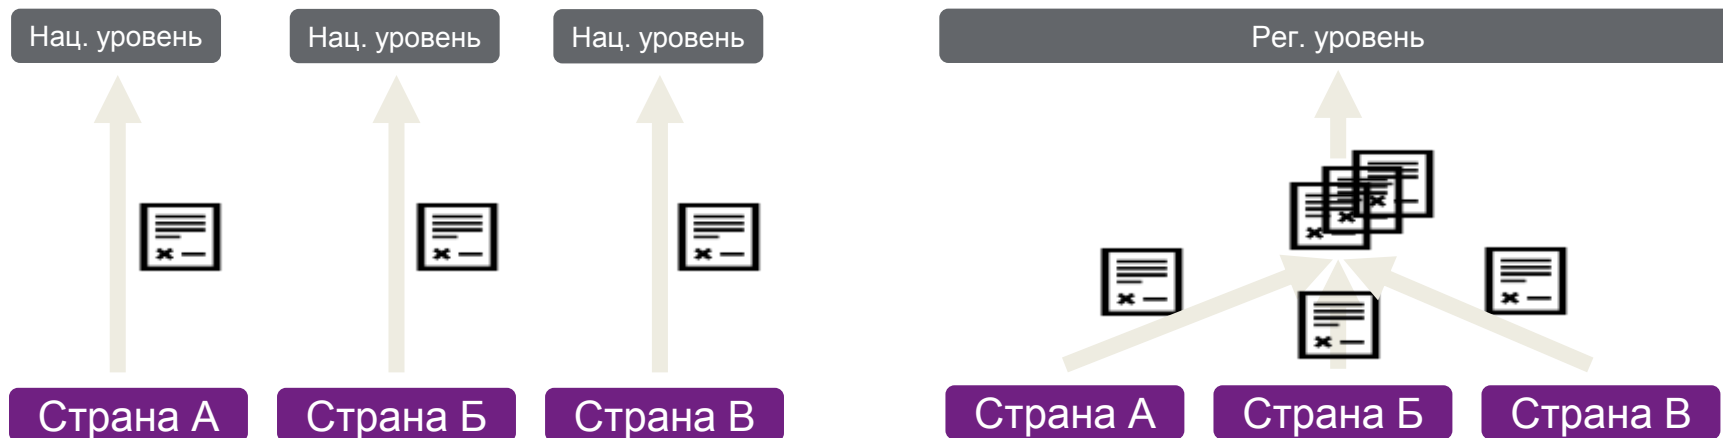 Нац. уровень
Нац. уровень
Нац. уровень
Рег. уровень
Страна А
Страна Б
Страна В
Страна А
Страна Б
Страна В